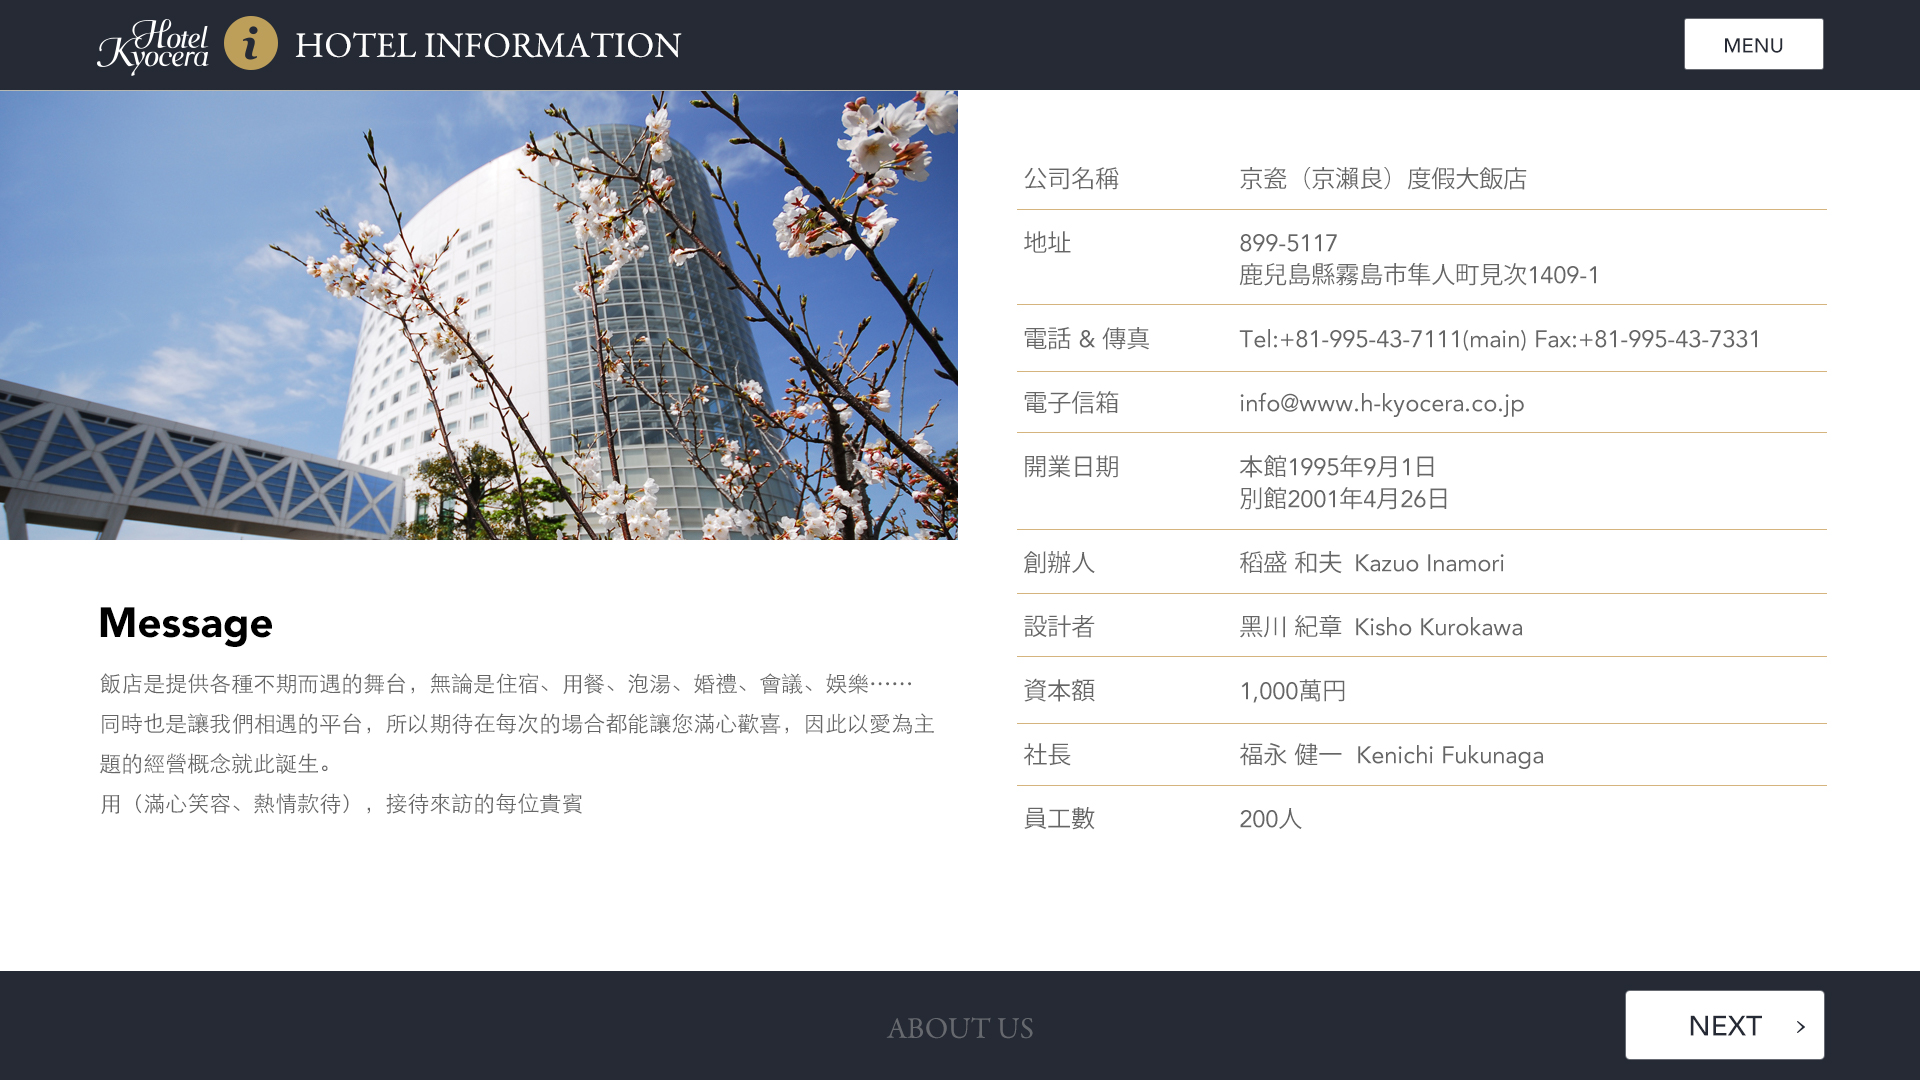 Hotel
Kyocera
i
HOTEL INFORMATION
MENU
Message
飯店是提供各種不期而遇的舞台，無論是住宿、用餐、泡湯、婚禮、會議、娛樂……
同時也是讓我們相遇的平台，所以期待在每次的場合都能讓您滿心歡喜，因此以愛為主
題的經營概念就此誕生。
用（滿心笑容、熱情款待），接待來訪的每位貴賓
公司名稱 京瓷（京瀨良）度假大飯店
地址 899-5117
鹿兒島縣霧島市隼人町見次1409-1
電話 & 傳真 Tel:+81-995-43-7111(main) Fax:+81-995-43-7331
電子信箱 info@www.h-kyocera.co.jp
開業日期 本館1995年9月1日
別館2001年4月26日
創辦人 稻盛 和夫 Kazuo Inamori
設計者 黑川 紀章 Kisho Kurokawa
資本額 1,000萬円
社長 福永 健一 Kenichi Fukunaga
員工數 200人
ABOUT US
NEXT >